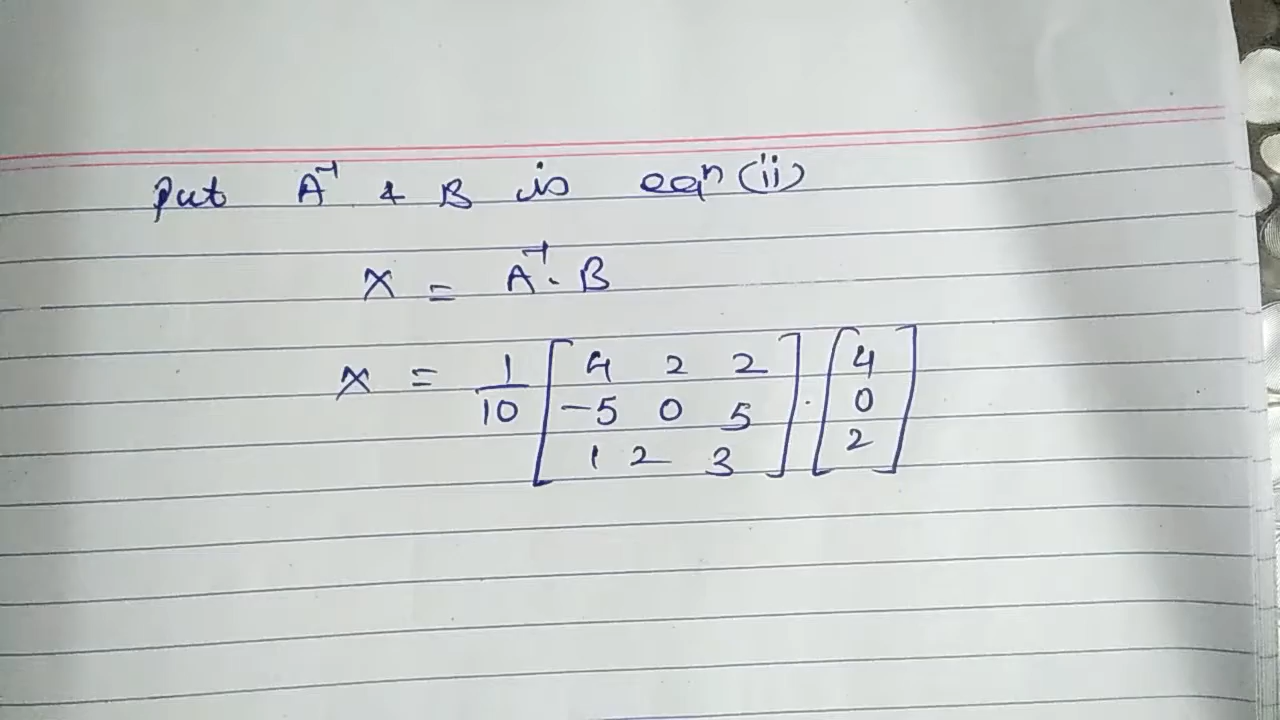 Put A⁻¹ & B is eqⁿ (ii)
X = A⁻¹. B
X = 1/10 [4 2 2; -5 0 5; 1 2 3] . [4; 0; 2]